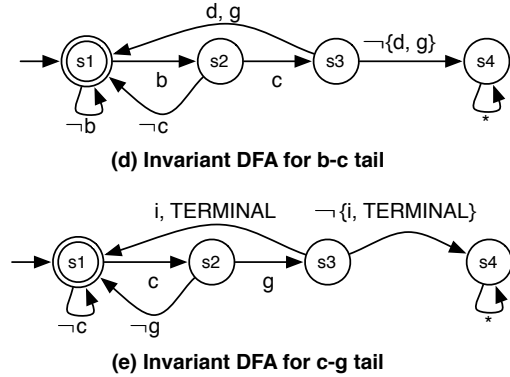 d, g
¬{d, g}
s1
s2
s3
s4
b
c
¬b
¬c
*
(d) Invariant DFA for b-c tail
i, TERMINAL
¬{i, TERMINAL}
s1
s2
s3
s4
c
g
¬c
¬g
*
(e) Invariant DFA for c-g tail